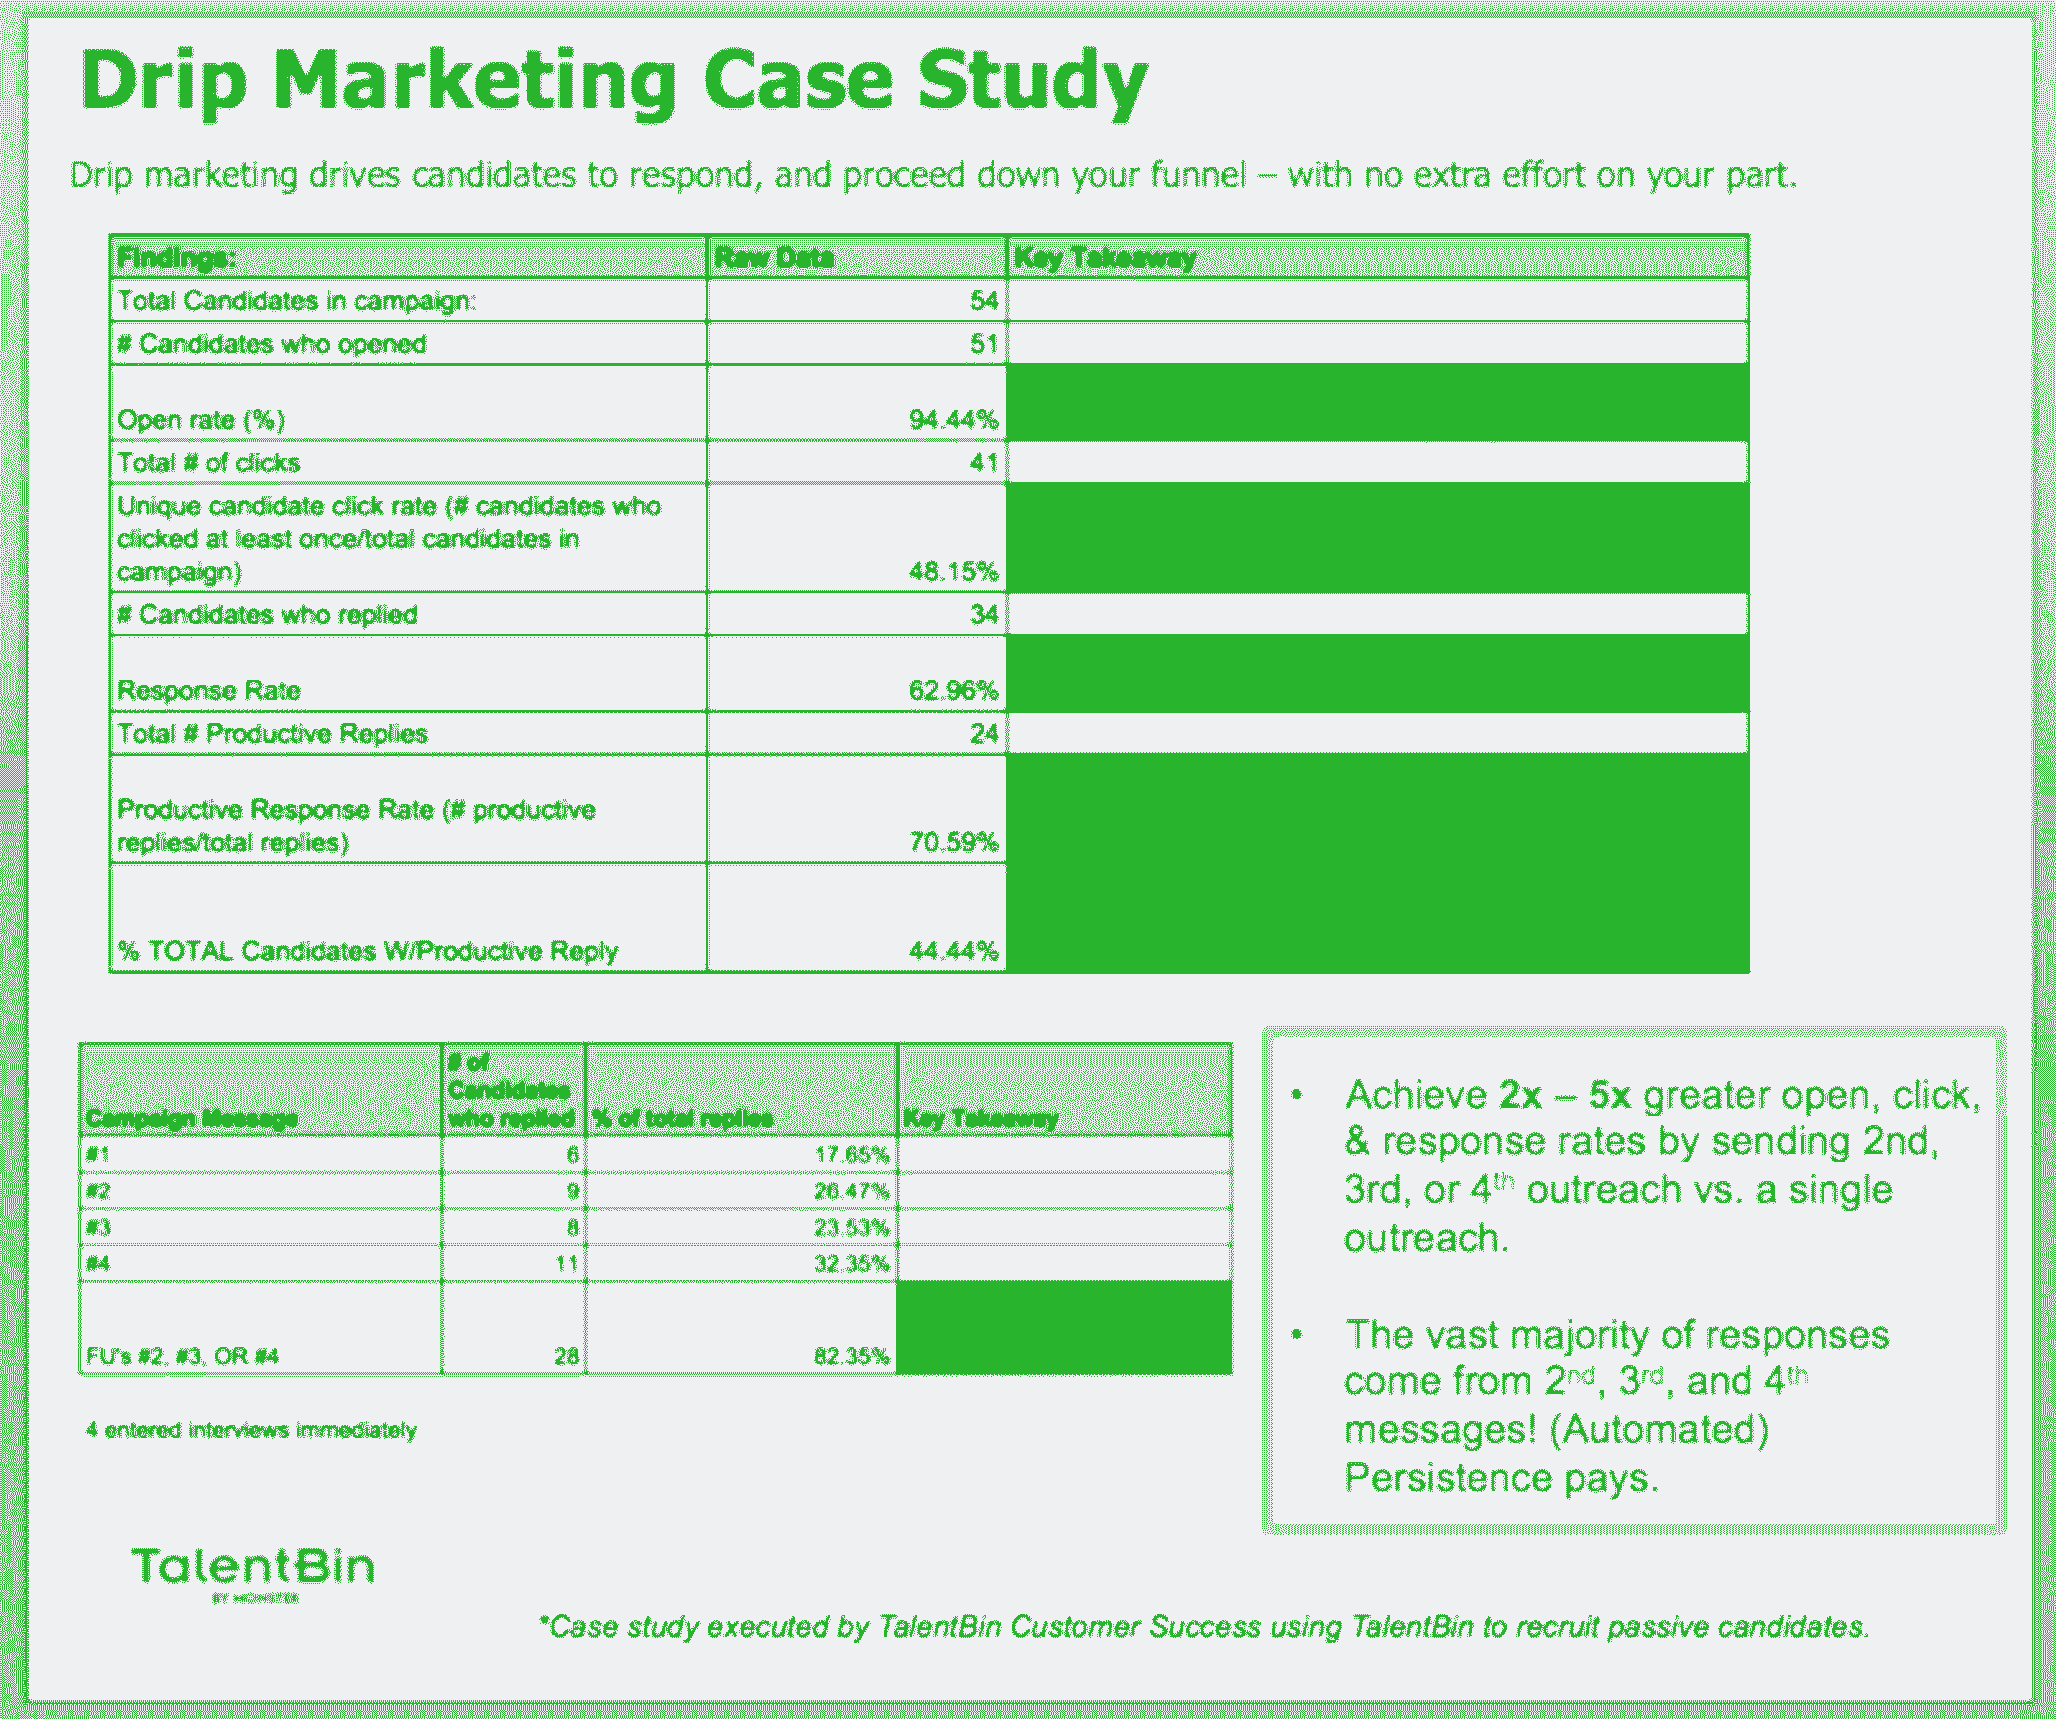 Drip Marketing Case Study
Drip marketing drives candidates to respond, and proceed down your funnel – with no extra effort on your part.
Findings: Raw Data Key Takeaway
Total Candidates in campaign: 54
# Candidates who opened 51
Open rate (%) 94.44%
Total # of clicks 41
Unique candidate click rate (# candidates who
clicked at least once/total candidates in
campaign) 48.15%
# Candidates who replied 34
Response Rate 62.96%
Total # Productive Replies 24
Productive Response Rate (# productive
replies/total replies) 70.59%
% TOTAL Candidates W/Productive Reply 44.44%
# of
Candidates
Campaign Message who replied % of total replies Key Takeaway
#1 6 17.65%
#2 9 26.47%
#3 8 23.53%
#4 11 32.35%
FU's #2, #3, OR #4 28 82.35%
4 entered interviews immediately
• Achieve 2x – 5x greater open, click,
& response rates by sending 2nd,
3rd, or 4th outreach vs. a single
outreach.
• The vast majority of responses
come from 2nd, 3rd, and 4th
messages! (Automated)
Persistence pays.
TalentBin
BY MONSTER
*Case study executed by TalentBin Customer Success using TalentBin to recruit passive candidates.